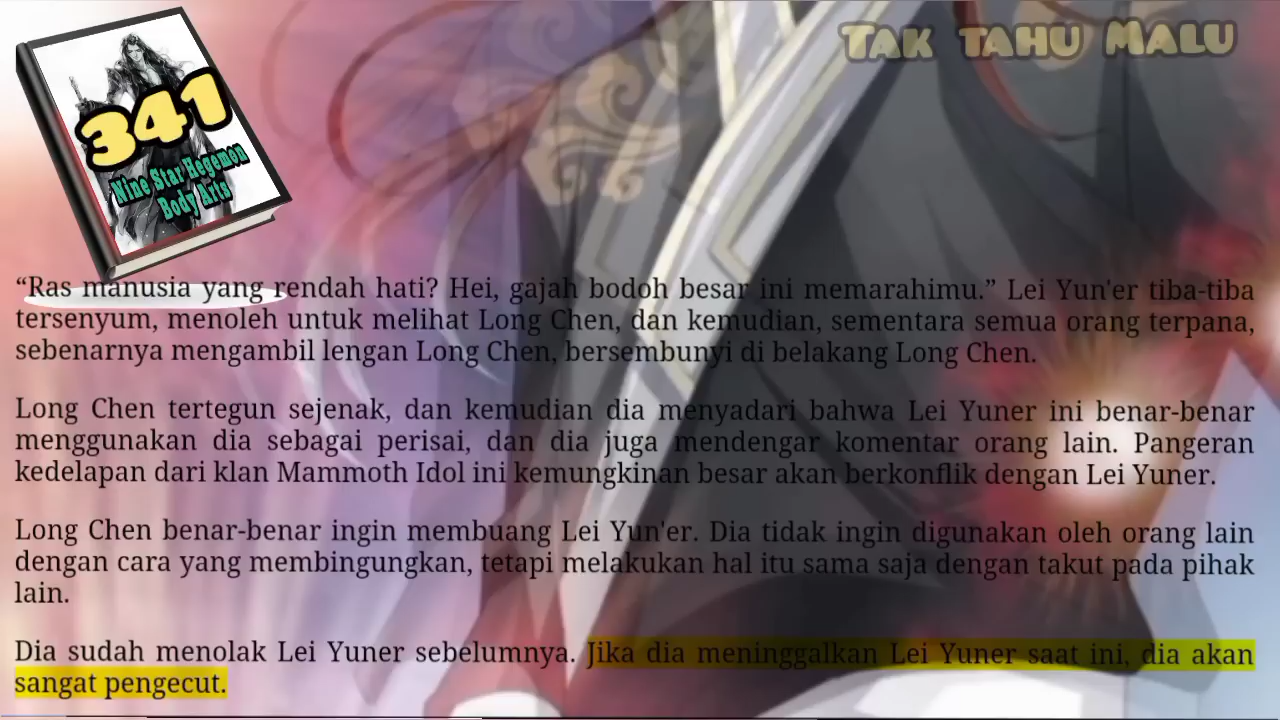 Tak tahu Malu
341
Nine Star Hegemon
Body Arts
“Ras manusia yang rendah hati? Hei, gajah bodoh besar ini memarahimu.” Lei Yun'er tiba-tiba
tersenyum, menoleh untuk melihat Long Chen, dan kemudian, sementara semua orang terpana,
sebenarnya mengambil lengan Long Chen, bersembunyi di belakang Long Chen.
Long Chen tertegun sejenak, dan kemudian dia menyadari bahwa Lei Yuner ini benar-benar
menggunakan dia sebagai perisai, dan dia juga mendengar komentar orang lain. Pangeran
kedelapan dari klan Mammoth Idol ini kemungkinan besar akan berkonflik dengan Lei Yuner.
Long Chen benar-benar ingin membuang Lei Yun'er. Dia tidak ingin digunakan oleh orang lain
dengan cara yang membingungkan, tetapi melakukan hal itu sama saja dengan takut pada pihak
lain.
Dia sudah menolak Lei Yuner sebelumnya. Jika dia meninggalkan Lei Yuner saat ini, dia akan
sangat pengecut.